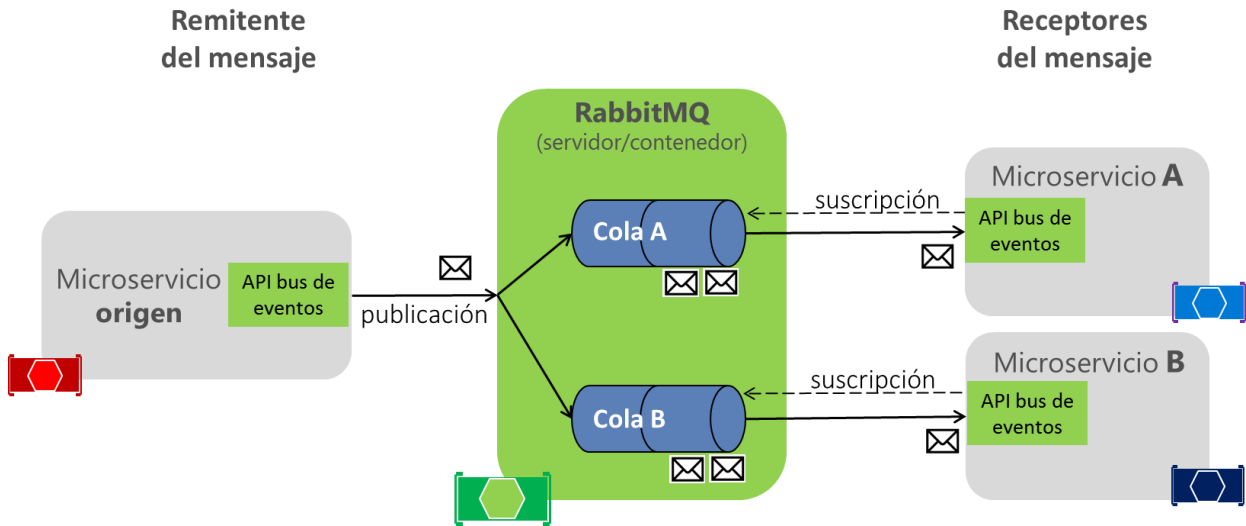 Remitente
del mensaje
Receptores
del mensaje
RabbitMQ
(servidor/contenedor)
Microservicio
origen
API bus de
eventos
publicación
Cola A
Cola B
suscripción
Microservicio A
API bus de
eventos
suscripción
Microservicio B
API bus de
eventos